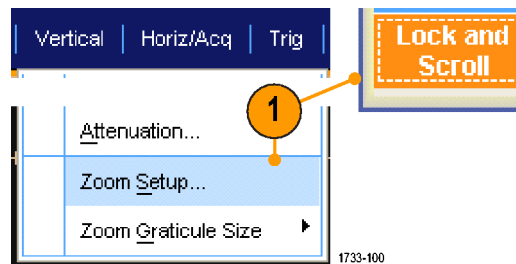 Vertical | Horiz/Acq | Trig
Lock and
Scroll
1
Attenuation...
Zoom Setup...
Zoom Graticule Size
1733-100